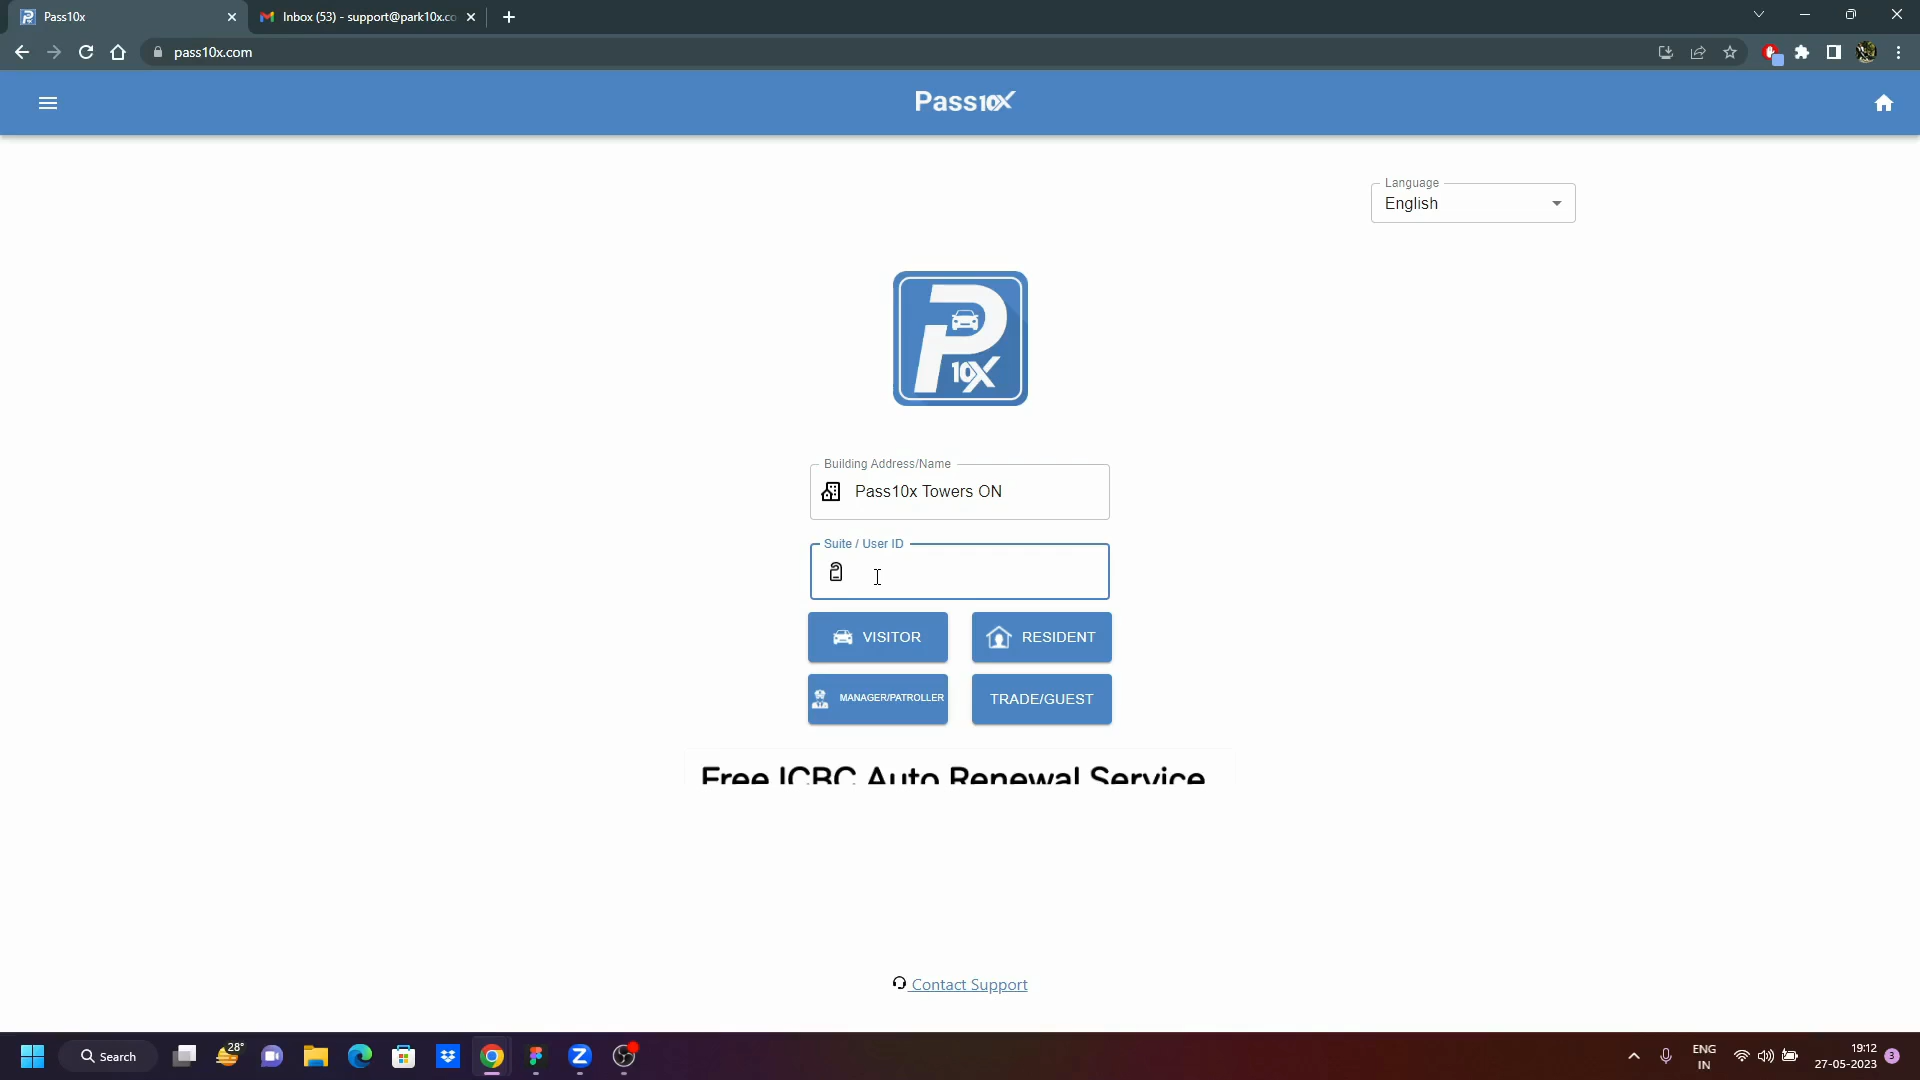 Pass10x
Inbox (53) - support@park10x.co
pass10x.com
Pass10X
Language
English
P 10X
Building Address/Name
Pass10x Towers ON
Suite / User ID
VISITOR
RESIDENT
MANAGER/PATROLLER
TRADE/GUEST
Free ICBC Auto Renewal Service
Contact Support
Search
28°
ENG
IN
19:12
27-05-2023
3